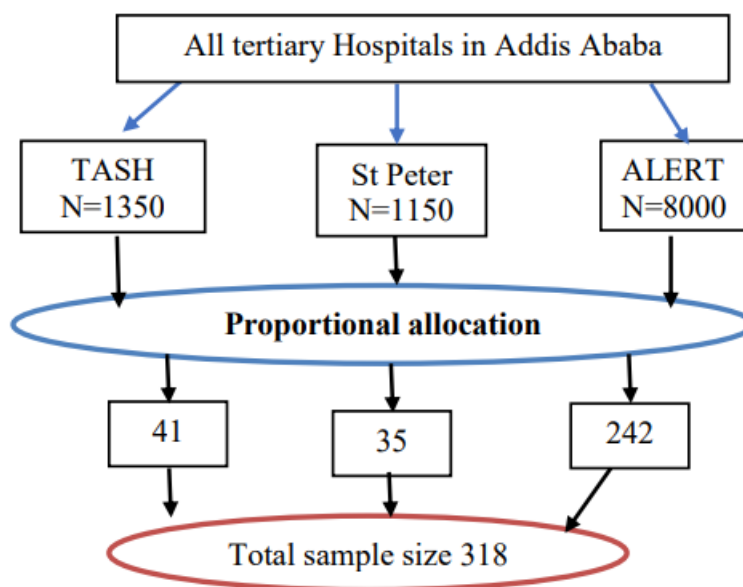 All tertiary Hospitals in Addis Ababa
TASH
N=1350
St Peter
N=1150
ALERT
N=8000
Proportional allocation
41
35
242
Total sample size 318